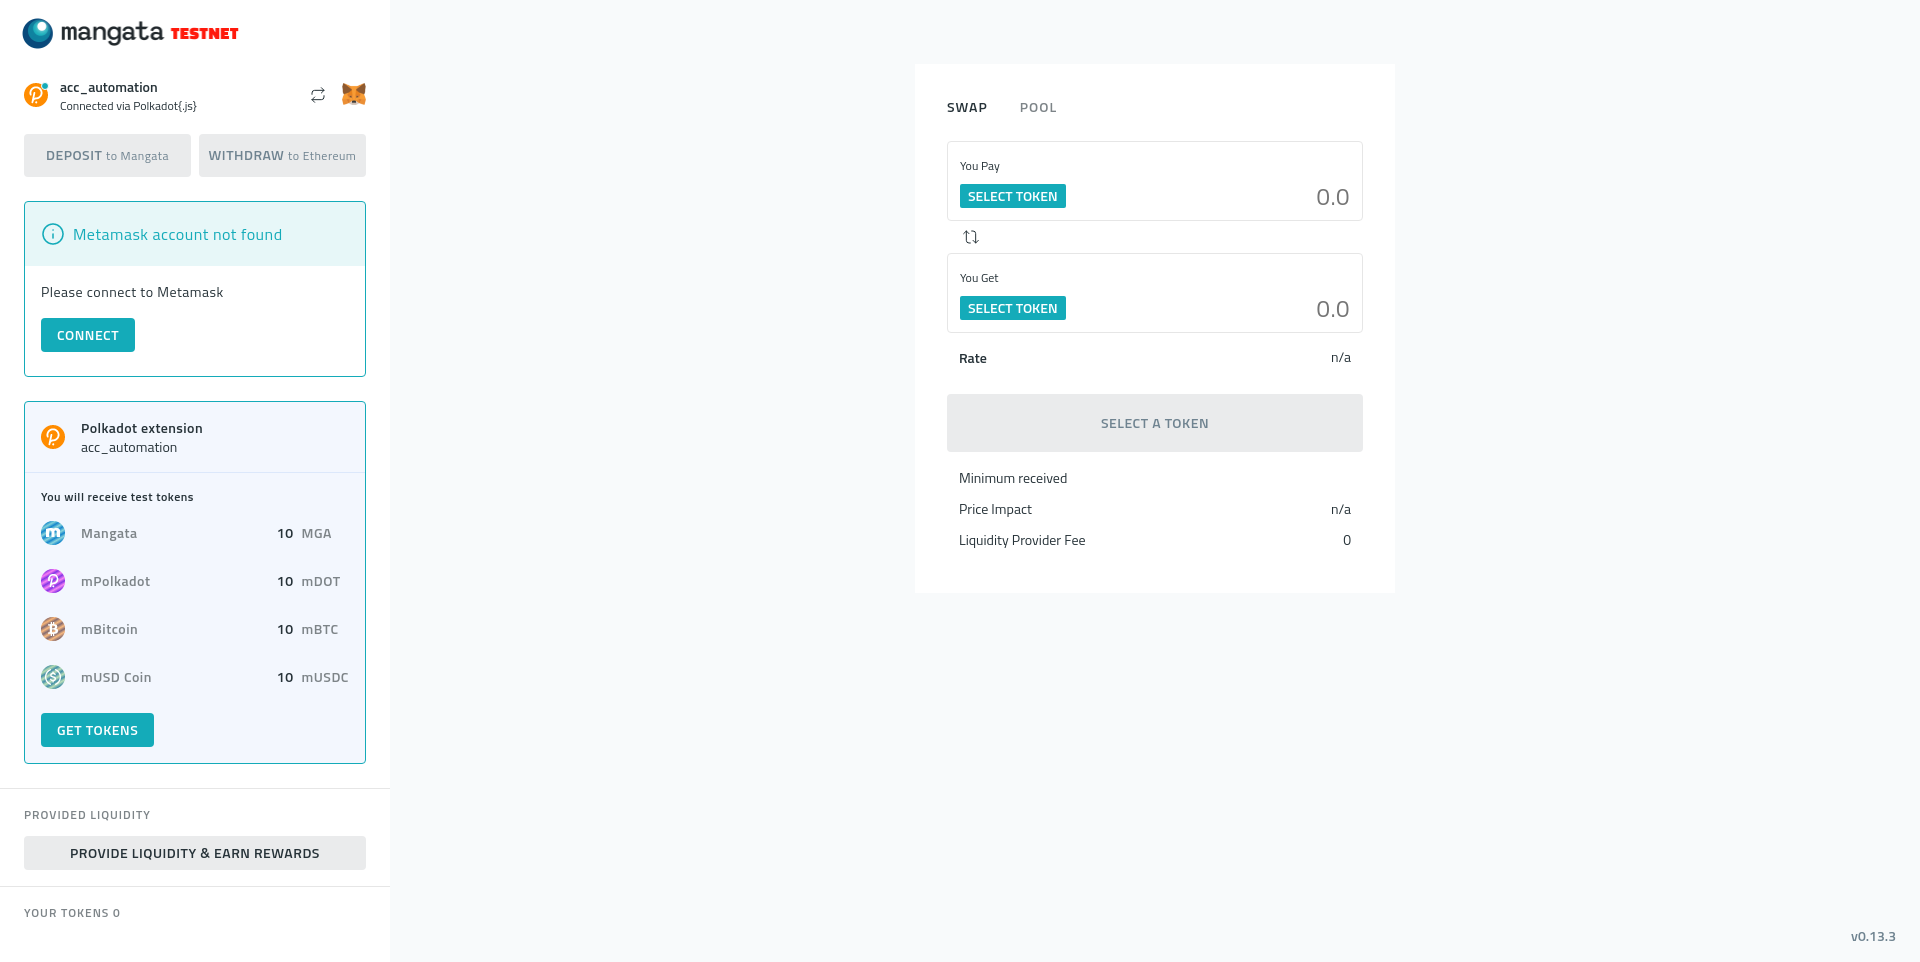 mangata TESTNET
acc_automation
Connected via Polkadot{.js}
DEPOSIT to Mangata
WITHDRAW to Ethereum
Metamask account not found
Please connect to Metamask
CONNECT
Polkadot extension
acc_automation
You will receive test tokens
Mangata 10 MGA
mPolkadot 10 mDOT
mBitcoin 10 mBTC
mUSD Coin 10 mUSDC
GET TOKENS
PROVIDED LIQUIDITY
PROVIDE LIQUIDITY & EARN REWARDS
YOUR TOKENS 0
SWAP POOL
You Pay
SELECT TOKEN 0.0
You Get
SELECT TOKEN 0.0
Rate n/a
SELECT A TOKEN
Minimum received
Price Impact n/a
Liquidity Provider Fee 0
v0.13.3